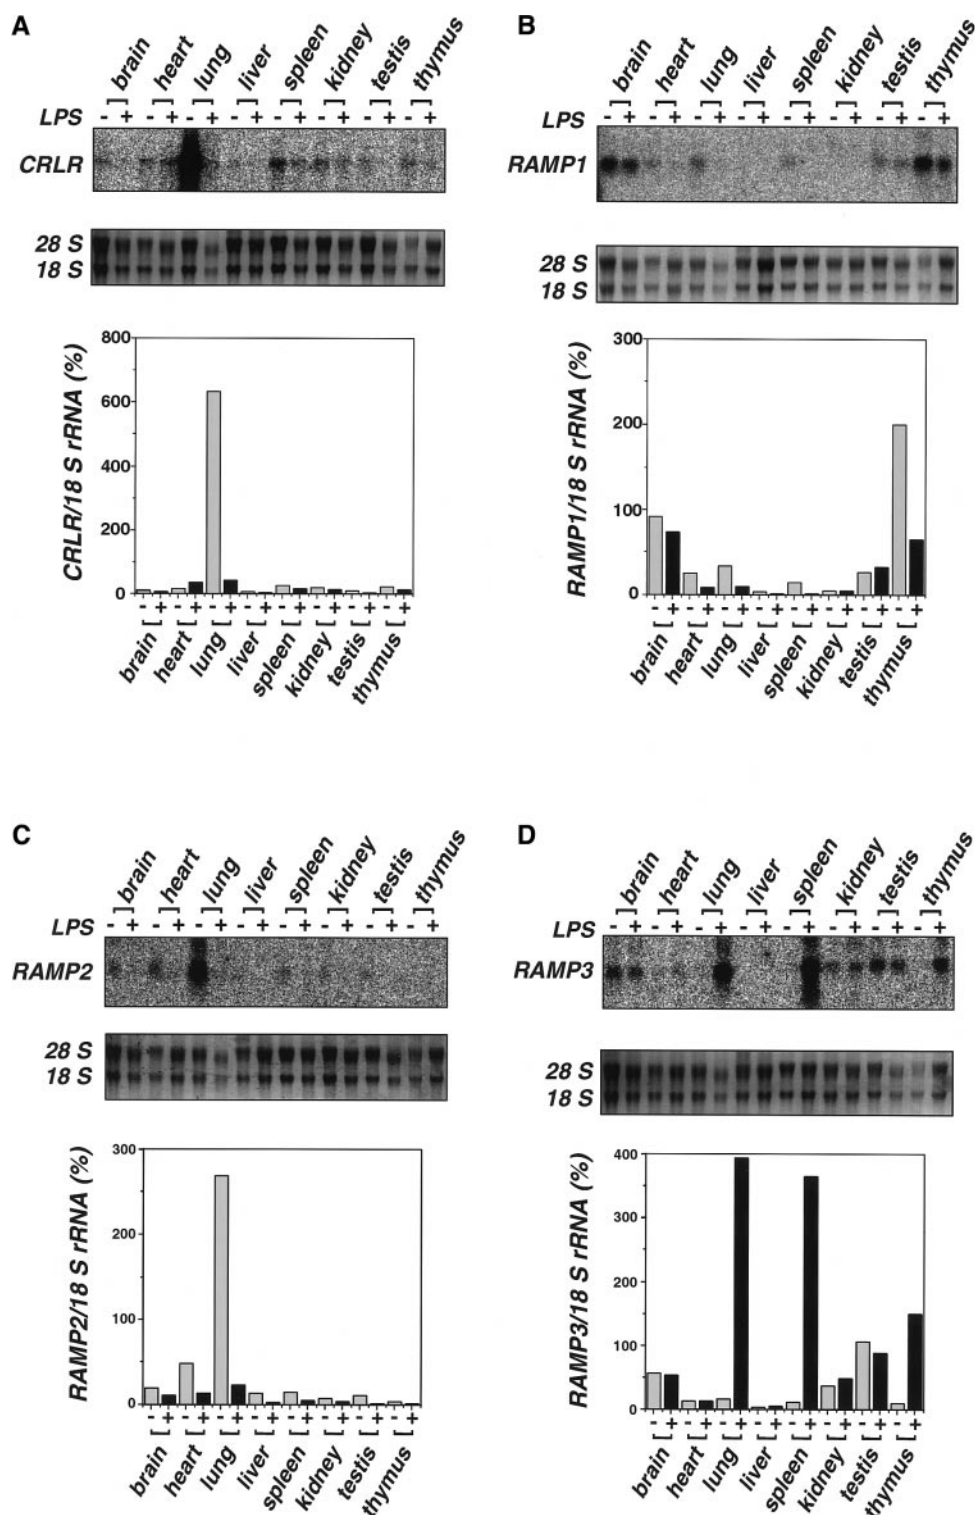 A
brain heart lung liver spleen kidney testis thymus
LPS - + - + - + - + - + - + - + - +
CRLR
28 S
18 S
CRLR/18 S rRNA (%)
800
600
400
200
0
- + - + - + - + - + - + - + - +
brain heart lung liver spleen kidney testis thymus
B
brain heart lung liver spleen kidney testis thymus
LPS - + - + - + - + - + - + - + - +
RAMP1
28 S
18 S
RAMP1/18 S rRNA (%)
300
200
100
0
- + - + - + - + - + - + - + - +
brain heart lung liver spleen kidney testis thymus
C
brain heart lung liver spleen kidney testis thymus
LPS - + - + - + - + - + - + - + - +
RAMP2
28 S
18 S
RAMP2/18 S rRNA (%)
300
200
100
0
- + - + - + - + - + - + - + - +
brain heart lung liver spleen kidney testis thymus
D
brain heart lung liver spleen kidney testis thymus
LPS - + - + - + - + - + - + - + - +
RAMP3
28 S
18 S
RAMP3/18 S rRNA (%)
400
300
200
100
0
- + - + - + - + - + - + - + - +
brain heart lung liver spleen kidney testis thymus